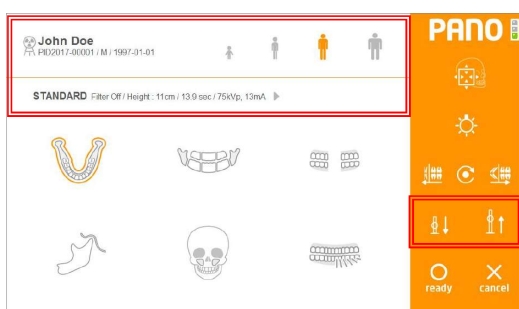 PANO
John Doe
PID2017-00001 / M / 1997-01-01
STANDARD Filter Off / Height : 11cm / 13.9 sec / 75kVp, 13mA
ready cancel